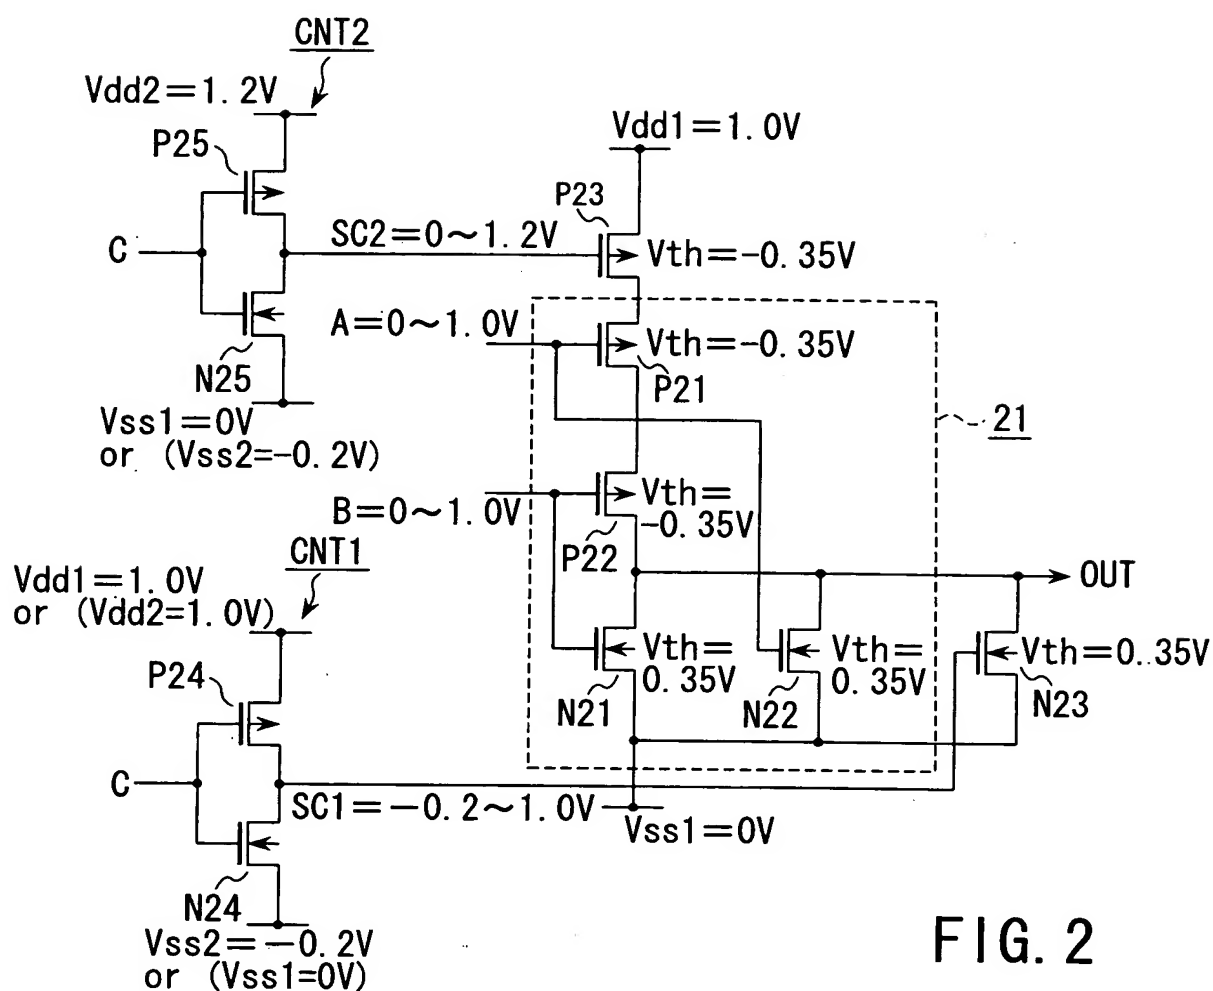 CNT2
Vdd2=1.2V
P25
C
N25
Vss1=0V
or (Vss2=-0.2V)
SC2=0~1.2V
Vdd1=1.0V
P23
Vth=-0.35V
A=0~1.0V
Vth=-0.35V
P21
21
B=0~1.0V
Vth=
-0.35V
P22
OUT
CNT1
Vdd1=1.0V
or (Vdd2=1.0V)
P24
C
N24
Vss2=-0.2V
or (Vss1=0V)
SC1=-0.2~1.0V
Vth=
0.35V
N21
Vth=
0.35V
N22
Vth=0.35V
N23
Vss1=0V
FIG. 2